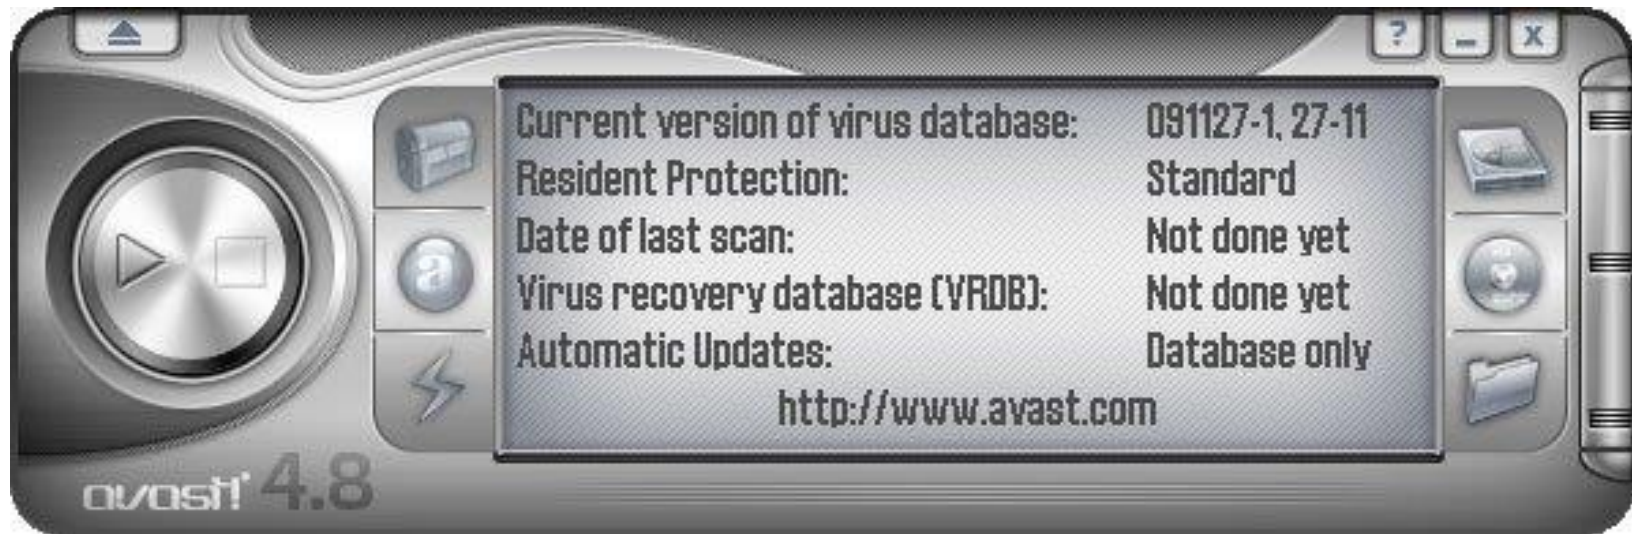 ?
X
Current version of virus database: 091127-1, 27-11
Resident Protection: Standard
Date of last scan: Not done yet
Virus recovery database (VRDB): Not done yet
Automatic Updates: Database only
http://www.avast.com
a
avast! 4.8